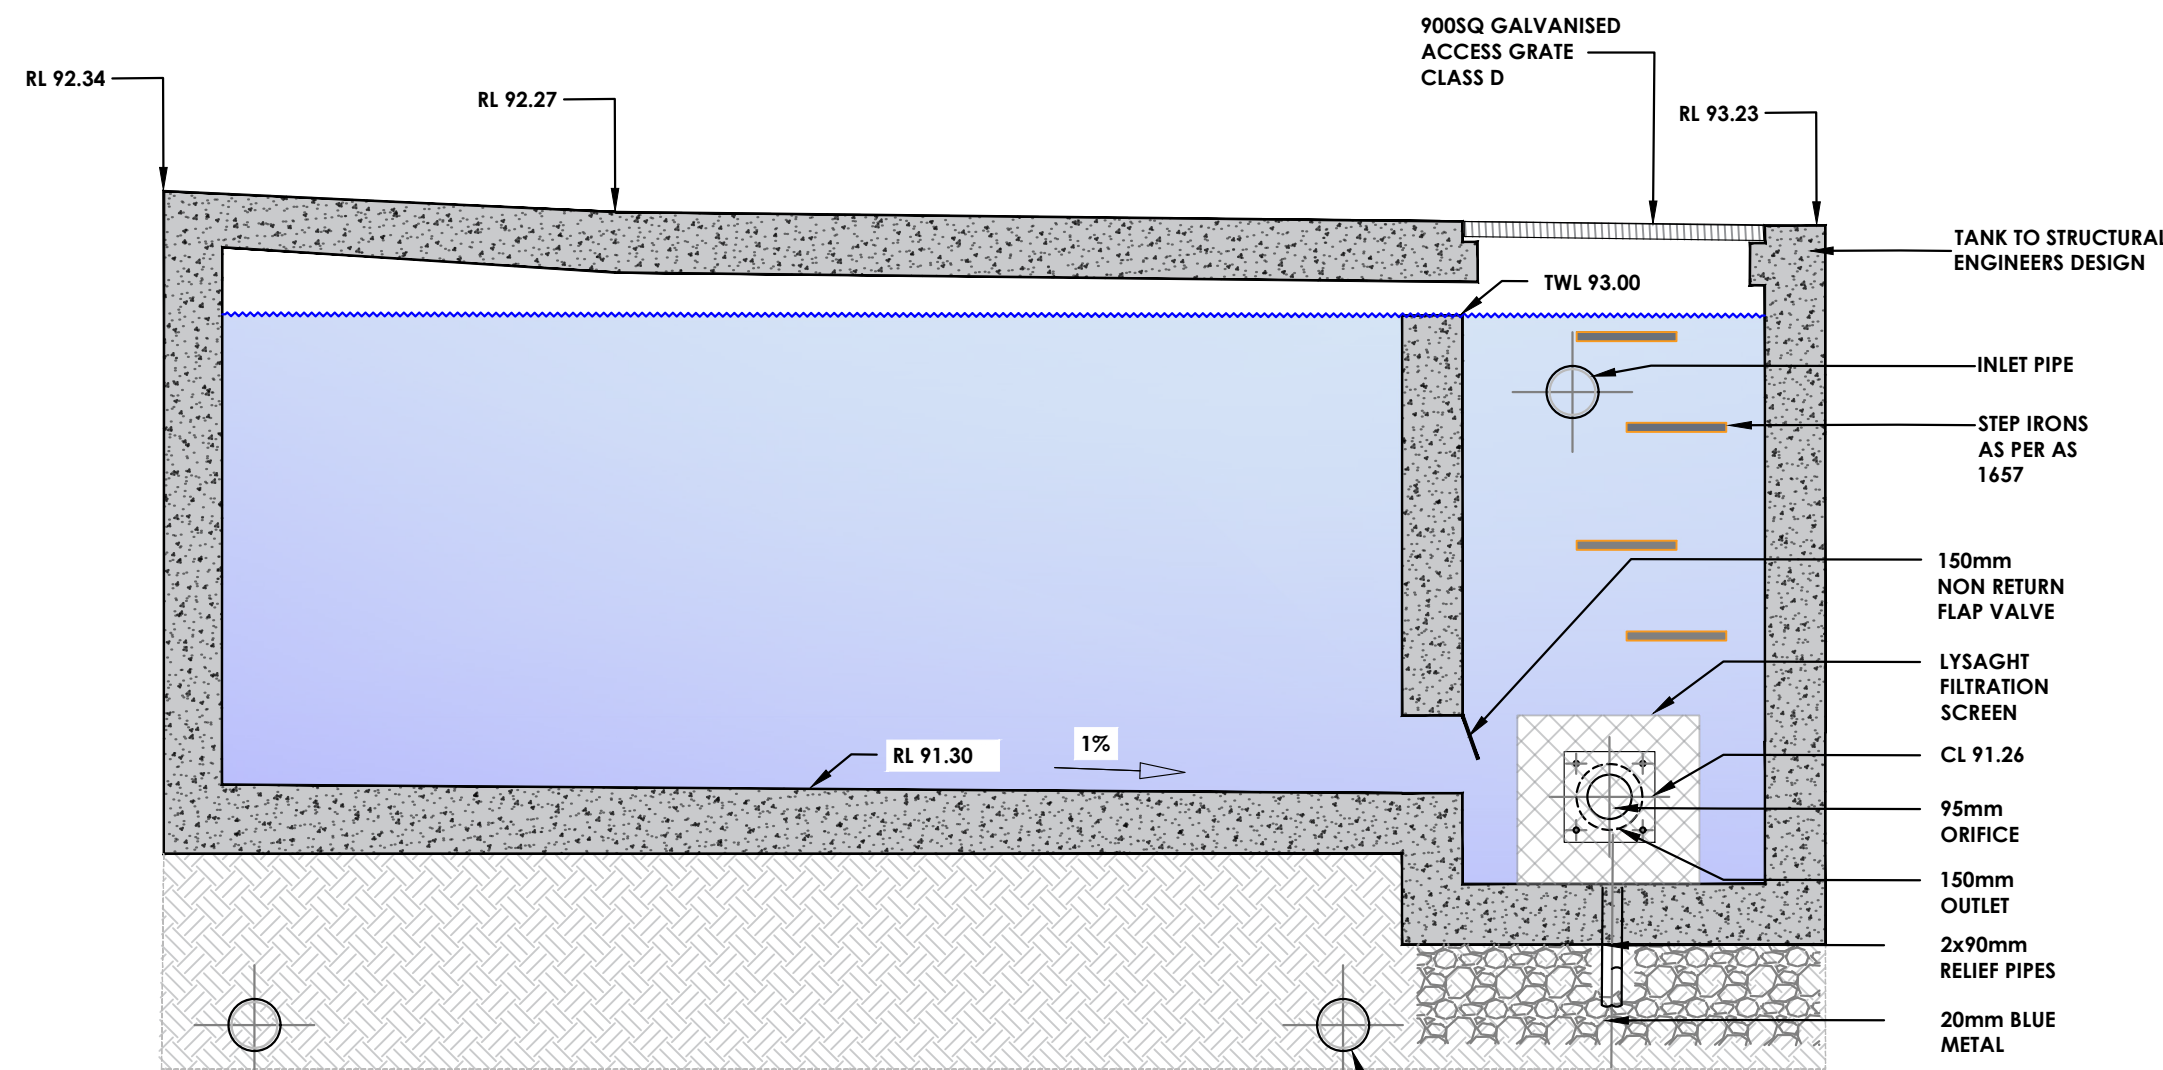 900SQ GALVANISED
ACCESS GRATE
CLASS D
RL 92.34
RL 92.27
RL 93.23
TANK TO STRUCTURAL
ENGINEERS DESIGN
TWL 93.00
INLET PIPE
STEP IRONS
AS PER AS
1657
150mm
NON RETURN
FLAP VALVE
LYSAGHT
FILTRATION
SCREEN
RL 91.30
1%
CL 91.26
95mm
ORIFICE
150mm
OUTLET
2x90mm
RELIEF PIPES
20mm BLUE
METAL